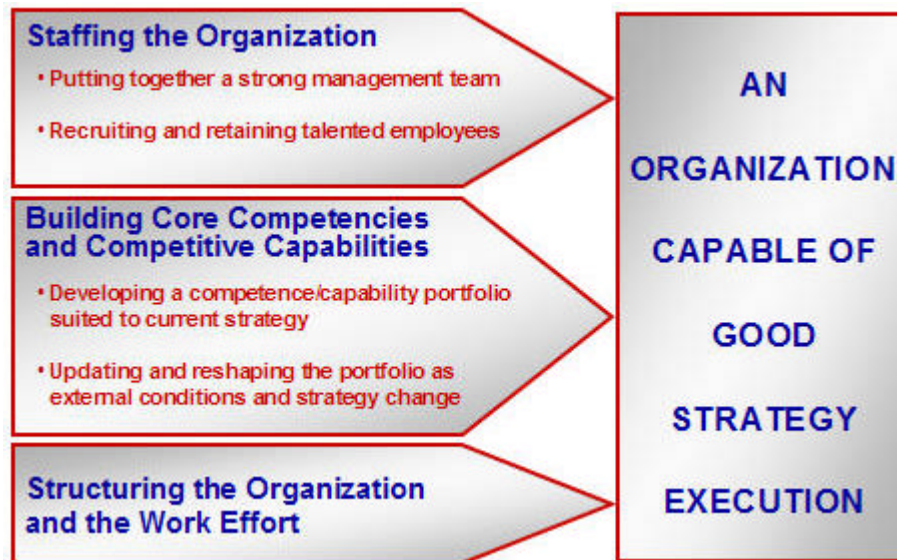 Staffing the Organization
• Putting together a strong management team
• Recruiting and retaining talented employees
Building Core Competencies
and Competitive Capabilities
• Developing a competence/capability portfolio
suited to current strategy
• Updating and reshaping the portfolio as
external conditions and strategy change
Structuring the Organization
and the Work Effort
AN
ORGANIZATION
CAPABLE OF
GOOD
STRATEGY
EXECUTION